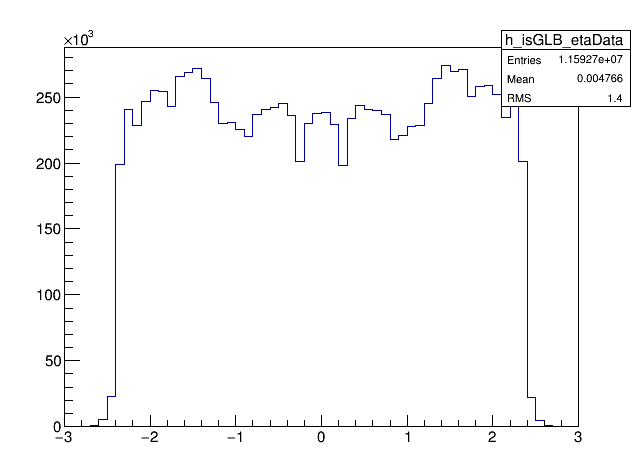 ×10³
h_isGLB_etaData
Entries 1.15927e+07
Mean 0.004766
RMS 1.4
250
200
150
100
50
0
−3 −2 −1 0 1 2 3